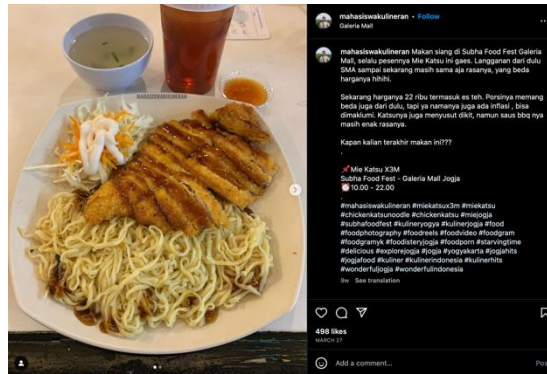 MAHASISWAKULINERAN
mahasiswakulineran • Follow
Galeria Mall
mahasiswakulineran Makan siang di Subha Food Fest Galeria
Mall, selalu pesennya Mie Katsu ini gaes. Langganan dari dulu
SMA sampai sekarang masih sama aja rasanya, yang beda
harganya hihihi.
Sekarang harganya 22 ribu termasuk es teh. Porsinya memang
beda juga dari dulu, tapi ya namanya juga ada inflasi , bisa
dimaklumi. Katsunya juga menyusut dikit, namun saus bbq nya
masih enak rasanya.
Kapan kalian terakhir makan ini???
.
📌Mie Katsu X3M
Subha Food Fest - Galeria Mall Jogja
⏰10.00 - 22.00
.
#mahasiswakulineran #miekatsux3m #miekatsu
#chickenkatsunoodle #chickenkatsu #miejogja
#subhafoodfest #kulineryogya #kulinerjogja #food
#foodphotography #foodreels #foodvideo #foodgram
#foodgramyk #foodisteryjogja #foodporn #starvingtime
#delicious #explorejogja #jogja #yogyakarta #jogjahits
#jogjafood #kuliner #kulinerindonesia #kulinerhits
#wonderfuljogja #wonderfulindonesia
9w See translation
498 likes
MARCH 27
Add a comment...
Pos